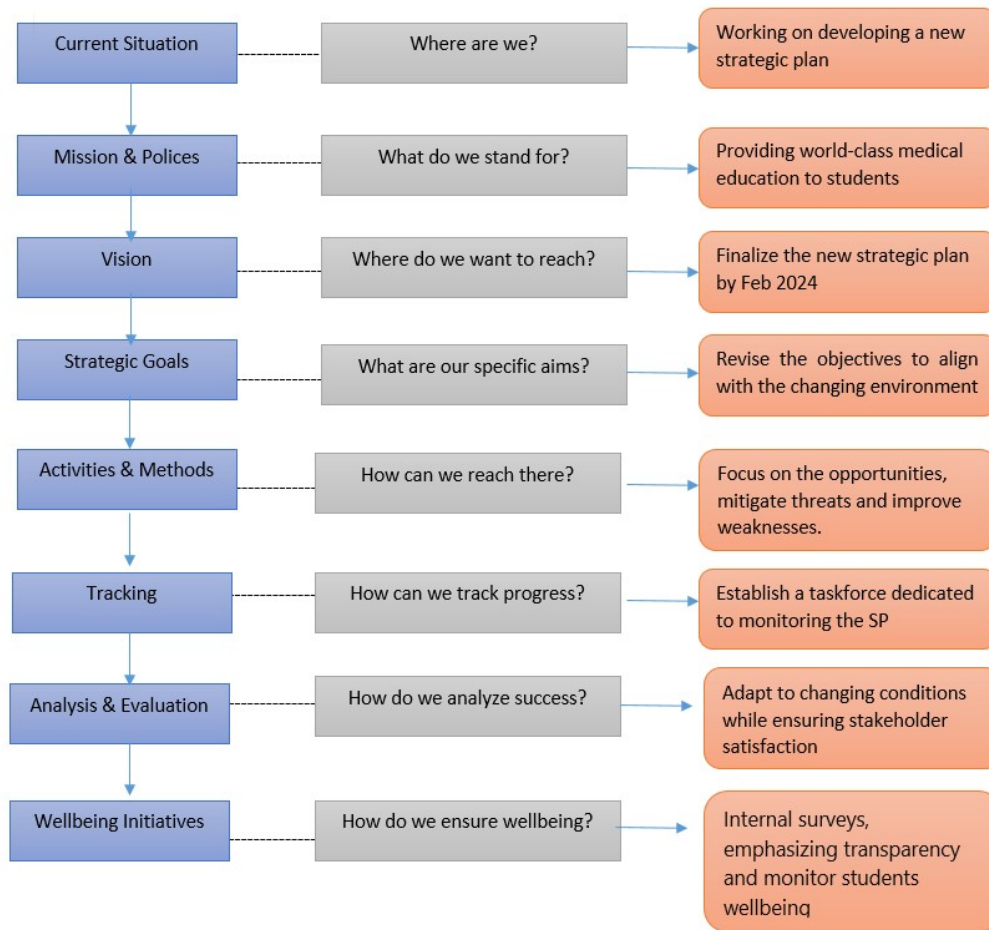 Current Situation
Where are we?
Working on developing a new
strategic plan
Mission & Polices
What do we stand for?
Providing world-class medical
education to students
Vision
Where do we want to reach?
Finalize the new strategic plan
by Feb 2024
Strategic Goals
What are our specific aims?
Revise the objectives to align
with the changing environment
Activities & Methods
How can we reach there?
Focus on the opportunities,
mitigate threats and improve
weaknesses.
Tracking
How can we track progress?
Establish a taskforce dedicated
to monitoring the SP
Analysis & Evaluation
How do we analyze success?
Adapt to changing conditions
while ensuring stakeholder
satisfaction
Wellbeing Initiatives
How do we ensure wellbeing?
Internal surveys,
emphasizing transparency
and monitor students
wellbeing